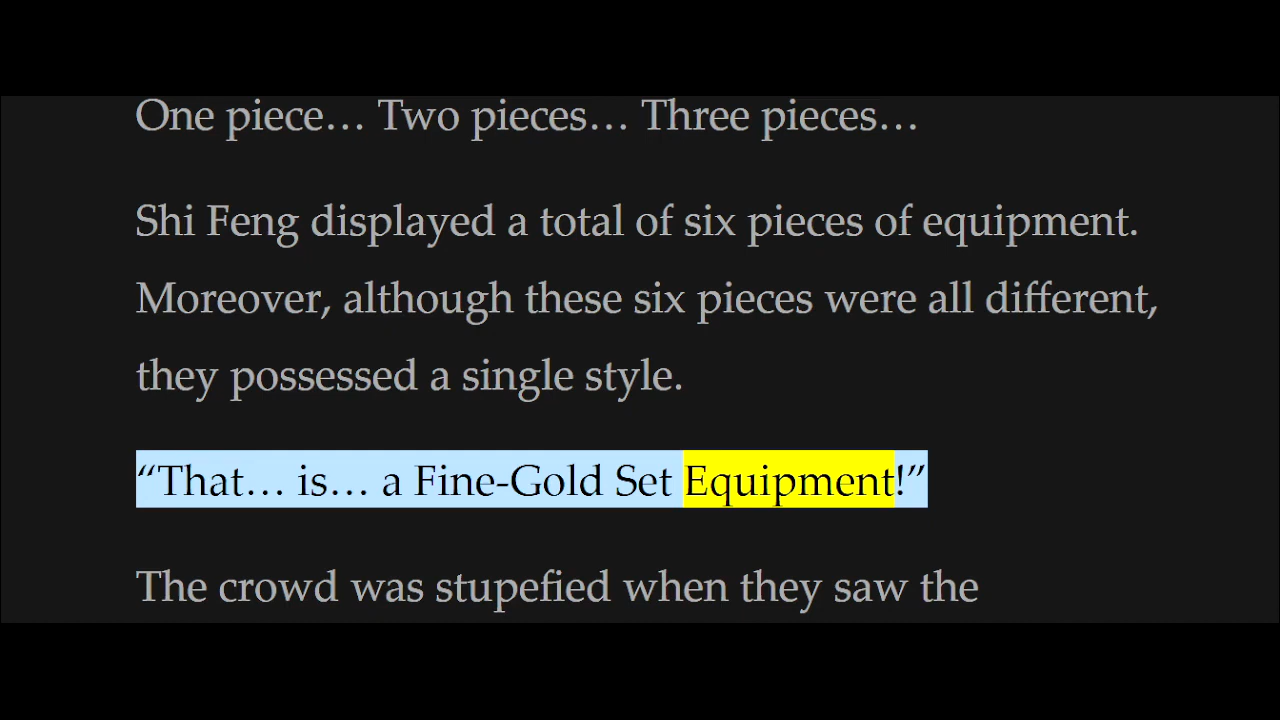 One piece… Two pieces… Three pieces…
Shi Feng displayed a total of six pieces of equipment.
Moreover, although these six pieces were all different,
they possessed a single style.
“That… is… a Fine-Gold Set Equipment!”
The crowd was stupefied when they saw the